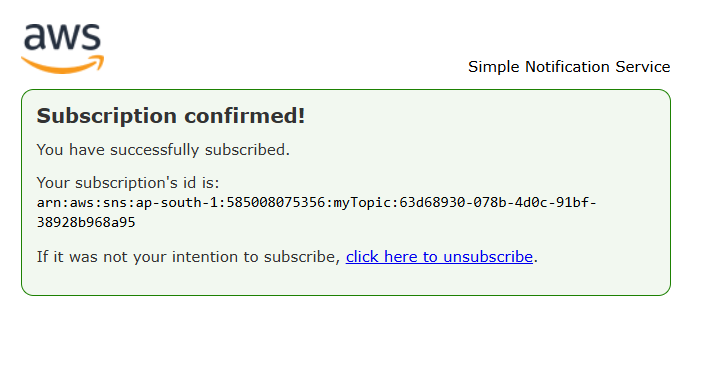 aws
Simple Notification Service
Subscription confirmed!
You have successfully subscribed.
Your subscription's id is:
arn:aws:sns:ap-south-1:585008075356:myTopic:63d68930-078b-4d0c-91bf-
38928b968a95
If it was not your intention to subscribe, click here to unsubscribe.